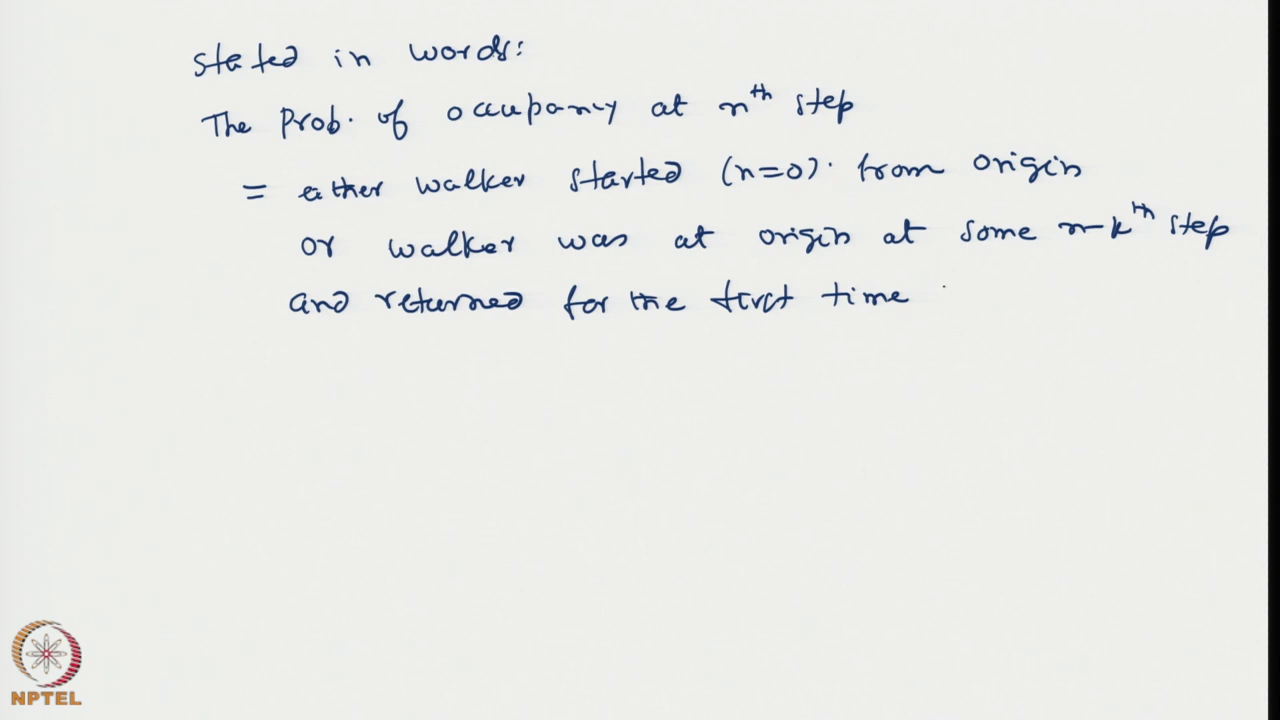 stated in words:
The Prob. of occupancy at nth step
= either walker started (n=0). from origin
or walker was at origin at some n-kth step
and returned for the first time .
NPTEL